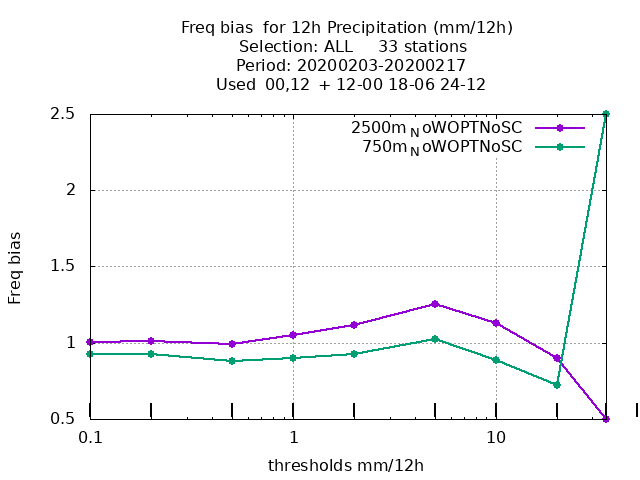 Freq bias  for 12h Precipitation (mm/12h)
Selection: ALL     33 stations
Period: 20200203-20200217
Used  00,12  + 12-00 18-06 24-12
2500m_NoWOPTNoSC
750m_NoWOPTNoSC
2.5
2
1.5
1
0.5
Freq bias
0.1
1
10
thresholds mm/12h